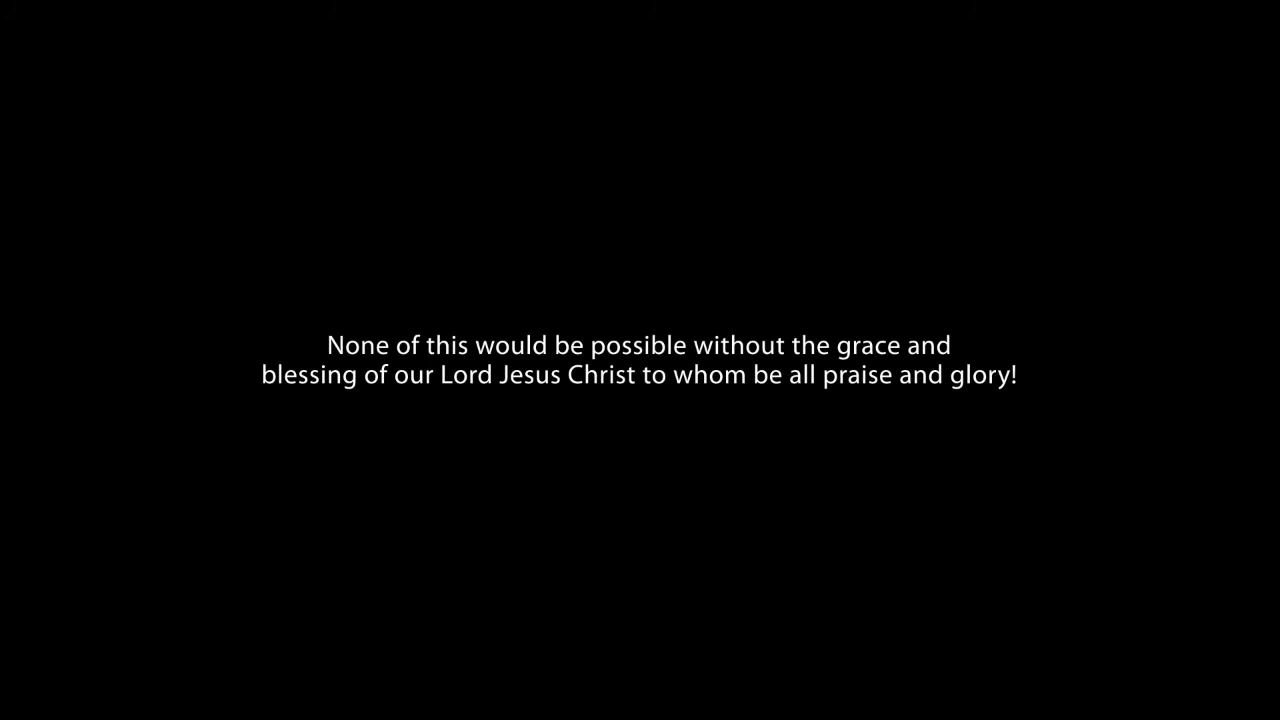 None of this would be possible without the grace and
blessing of our Lord Jesus Christ to whom be all praise and glory!